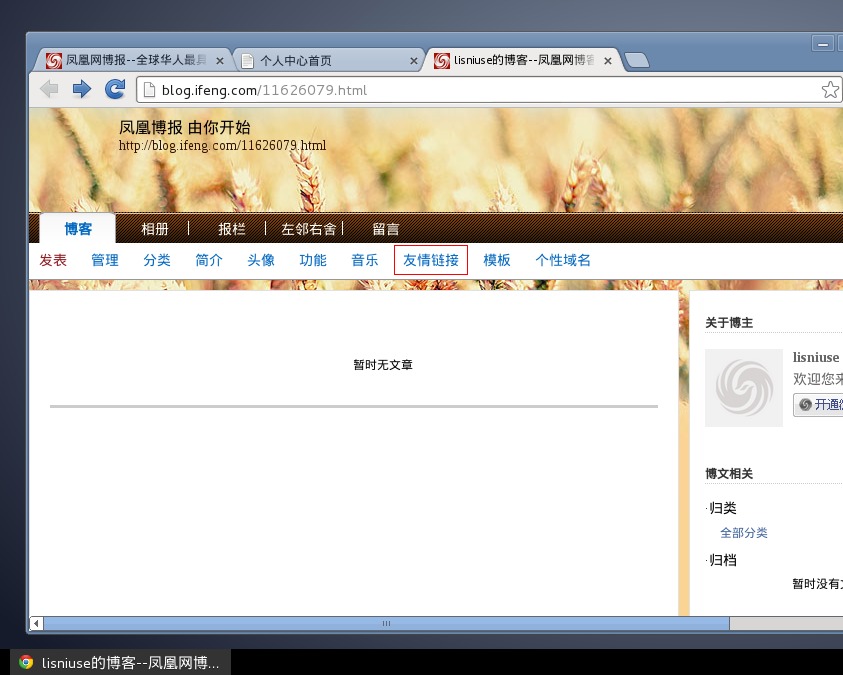 凤凰网博报--全球华人最具
个人中心首页
lisniuse的博客--凤凰网博客
blog.ifeng.com/11626079.html
凤凰博报 由你开始
http://blog.ifeng.com/11626079.html
博客 相册 报栏 左邻右舍 留言
发表 管理 分类 简介 头像 功能 音乐 友情链接 模板 个性域名
暂时无文章
关于博主
lisniuse
欢迎您来
开通
博文相关
·归类
全部分类
·归档
暂时没有
lisniuse的博客--凤凰网博...